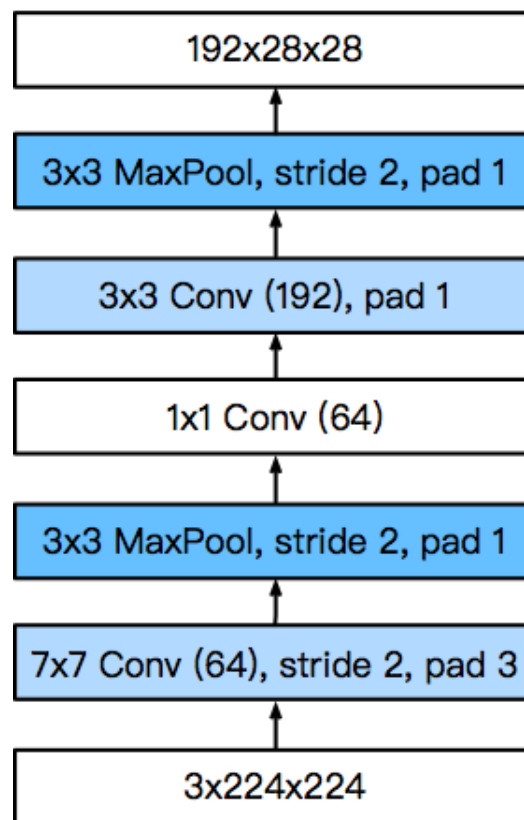 192x28x28
3x3 MaxPool, stride 2, pad 1
3x3 Conv (192), pad 1
1x1 Conv (64)
3x3 MaxPool, stride 2, pad 1
7x7 Conv (64), stride 2, pad 3
3x224x224